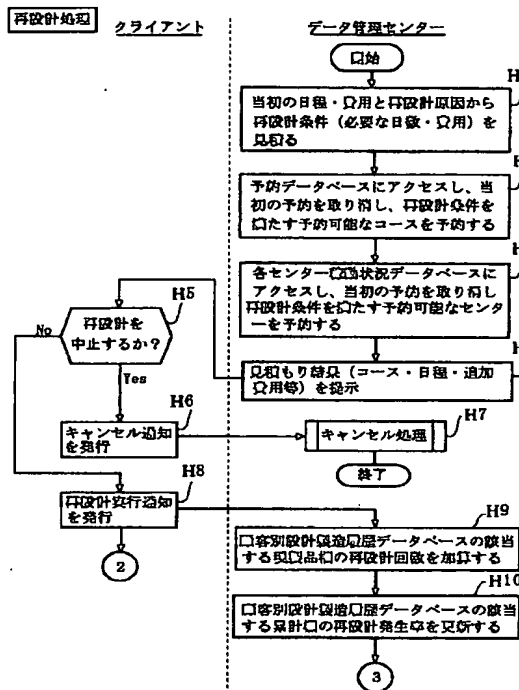 再設計処理
クライアント
データ管理センター
開始
H
当初の日程・費用と再設計原因から
再設計条件（必要な日数・費用）を
見積る
H
予約データベースにアクセスし、当
初の予約を取り消し、再設計条件を
満たす予約可能なコースを予約する
H
各センター稼働状況データベースに
アクセスし、当初の予約を取り消し
再設計条件を満たす予約可能なセン
ターを予約する
H
見積もり結果（コース・日程・追加
費用等）を提示
H5
再設計を
中止するか？
No
Yes
H6
キャンセル通知
を発行
H7
キャンセル処理
終了
H8
再設計実行通知
を発行
2
H9
客別設計製造履歴データベースの該当
する現製品の再設計回数を加算する
H10
客別設計製造履歴データベースの該当
する累計の再設計発生率を更新する
3